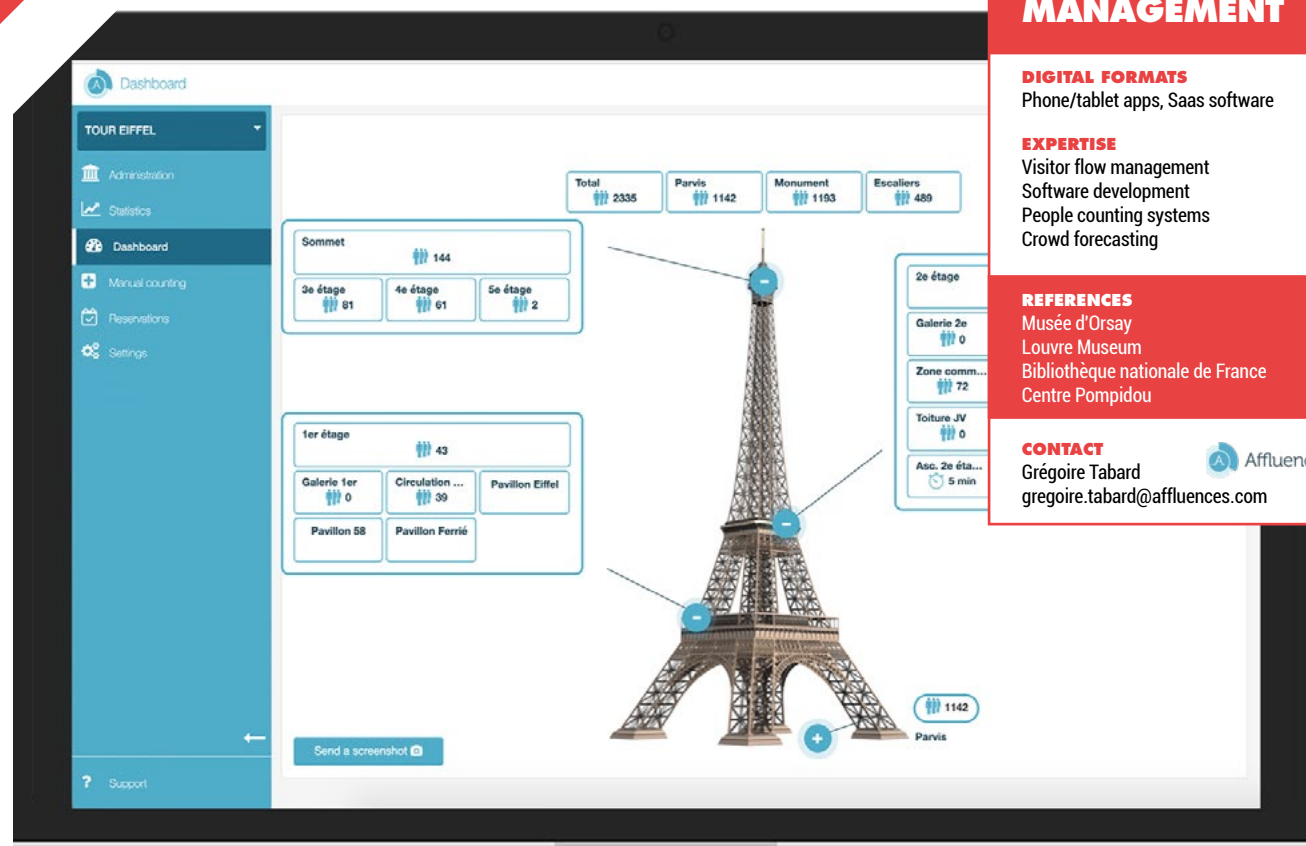 MANAGEMENT
DIGITAL FORMATS
Phone/tablet apps, Saas software
EXPERTISE
Visitor flow management
Software development
People counting systems
Crowd forecasting
REFERENCES
Musée d'Orsay
Louvre Museum
Bibliothèque nationale de France
Centre Pompidou
CONTACT
Grégoire Tabard
gregoire.tabard@affluences.com
A Affluenc
A Dashboard
TOUR EIFFEL
Administration
Statistics
Dashboard
Manual counting
Reservations
Settings
? Support
Total
2335
Parvis
1142
Monument
1193
Escaliers
489
Sommet
144
3e étage
81
4e étage
61
5e étage
2
2e étage
Galerie 2e
0
Zone comm...
72
Toiture JV
0
Asc. 2e éta...
5 min
1er étage
43
Galerie 1er
0
Circulation ...
39
Pavillon Eiffel
Pavillon 58
Pavillon Ferrié
1142
Parvis
Send a screenshot